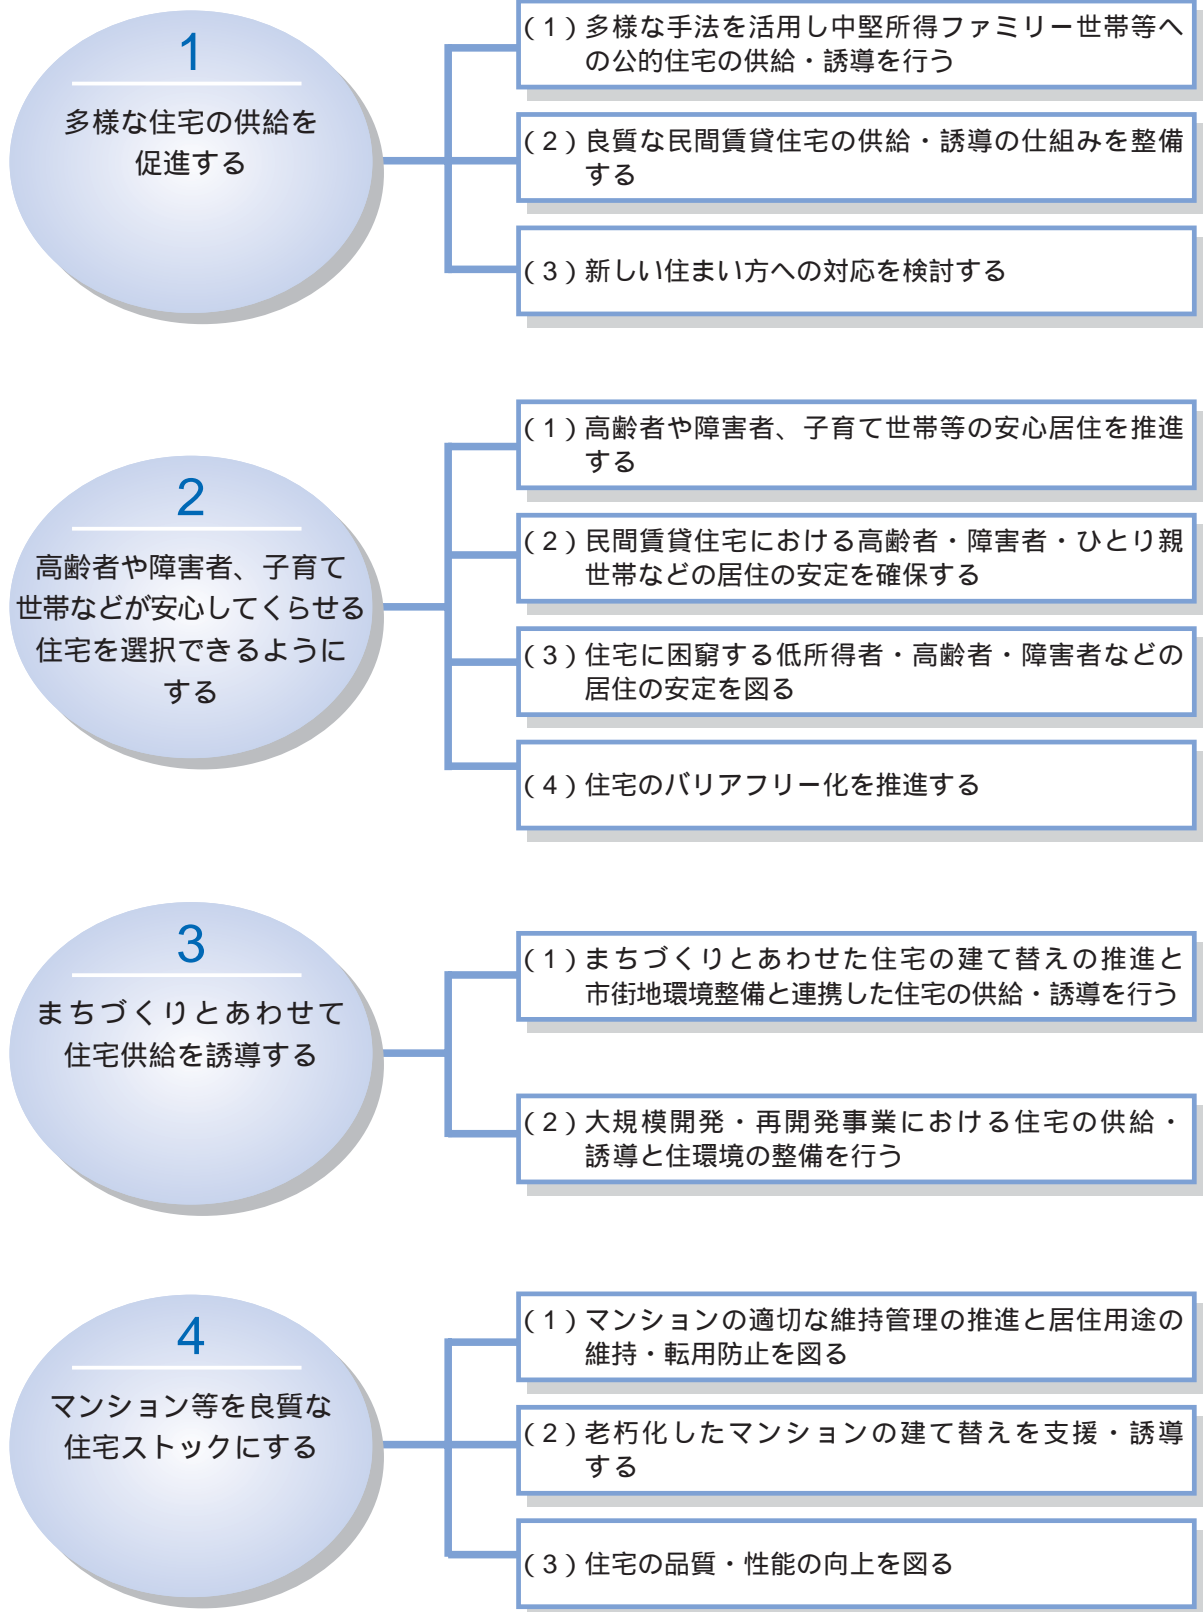 1
多様な住宅の供給を
促進する
(1)多様な手法を活用し中堅所得ファミリー世帯等へ
の公的住宅の供給・誘導を行う
(2)良質な民間賃貸住宅の供給・誘導の仕組みを整備
する
(3)新しい住まい方への対応を検討する
2
高齢者や障害者、子育て
世帯などが安心してくらせる
住宅を選択できるように
する
(1)高齢者や障害者、子育て世帯等の安心居住を推進
する
(2)民間賃貸住宅における高齢者・障害者・ひとり親
世帯などの居住の安定を確保する
(3)住宅に困窮する低所得者・高齢者・障害者などの
居住の安定を図る
(4)住宅のバリアフリー化を推進する
3
まちづくりとあわせて
住宅供給を誘導する
(1)まちづくりとあわせた住宅の建て替えの推進と
市街地環境整備と連携した住宅の供給・誘導を行う
(2)大規模開発・再開発事業における住宅の供給・
誘導と住環境の整備を行う
4
マンション等を良質な
住宅ストックにする
(1)マンションの適切な維持管理の推進と居住用途の
維持・転用防止を図る
(2)老朽化したマンションの建て替えを支援・誘導
する
(3)住宅の品質・性能の向上を図る